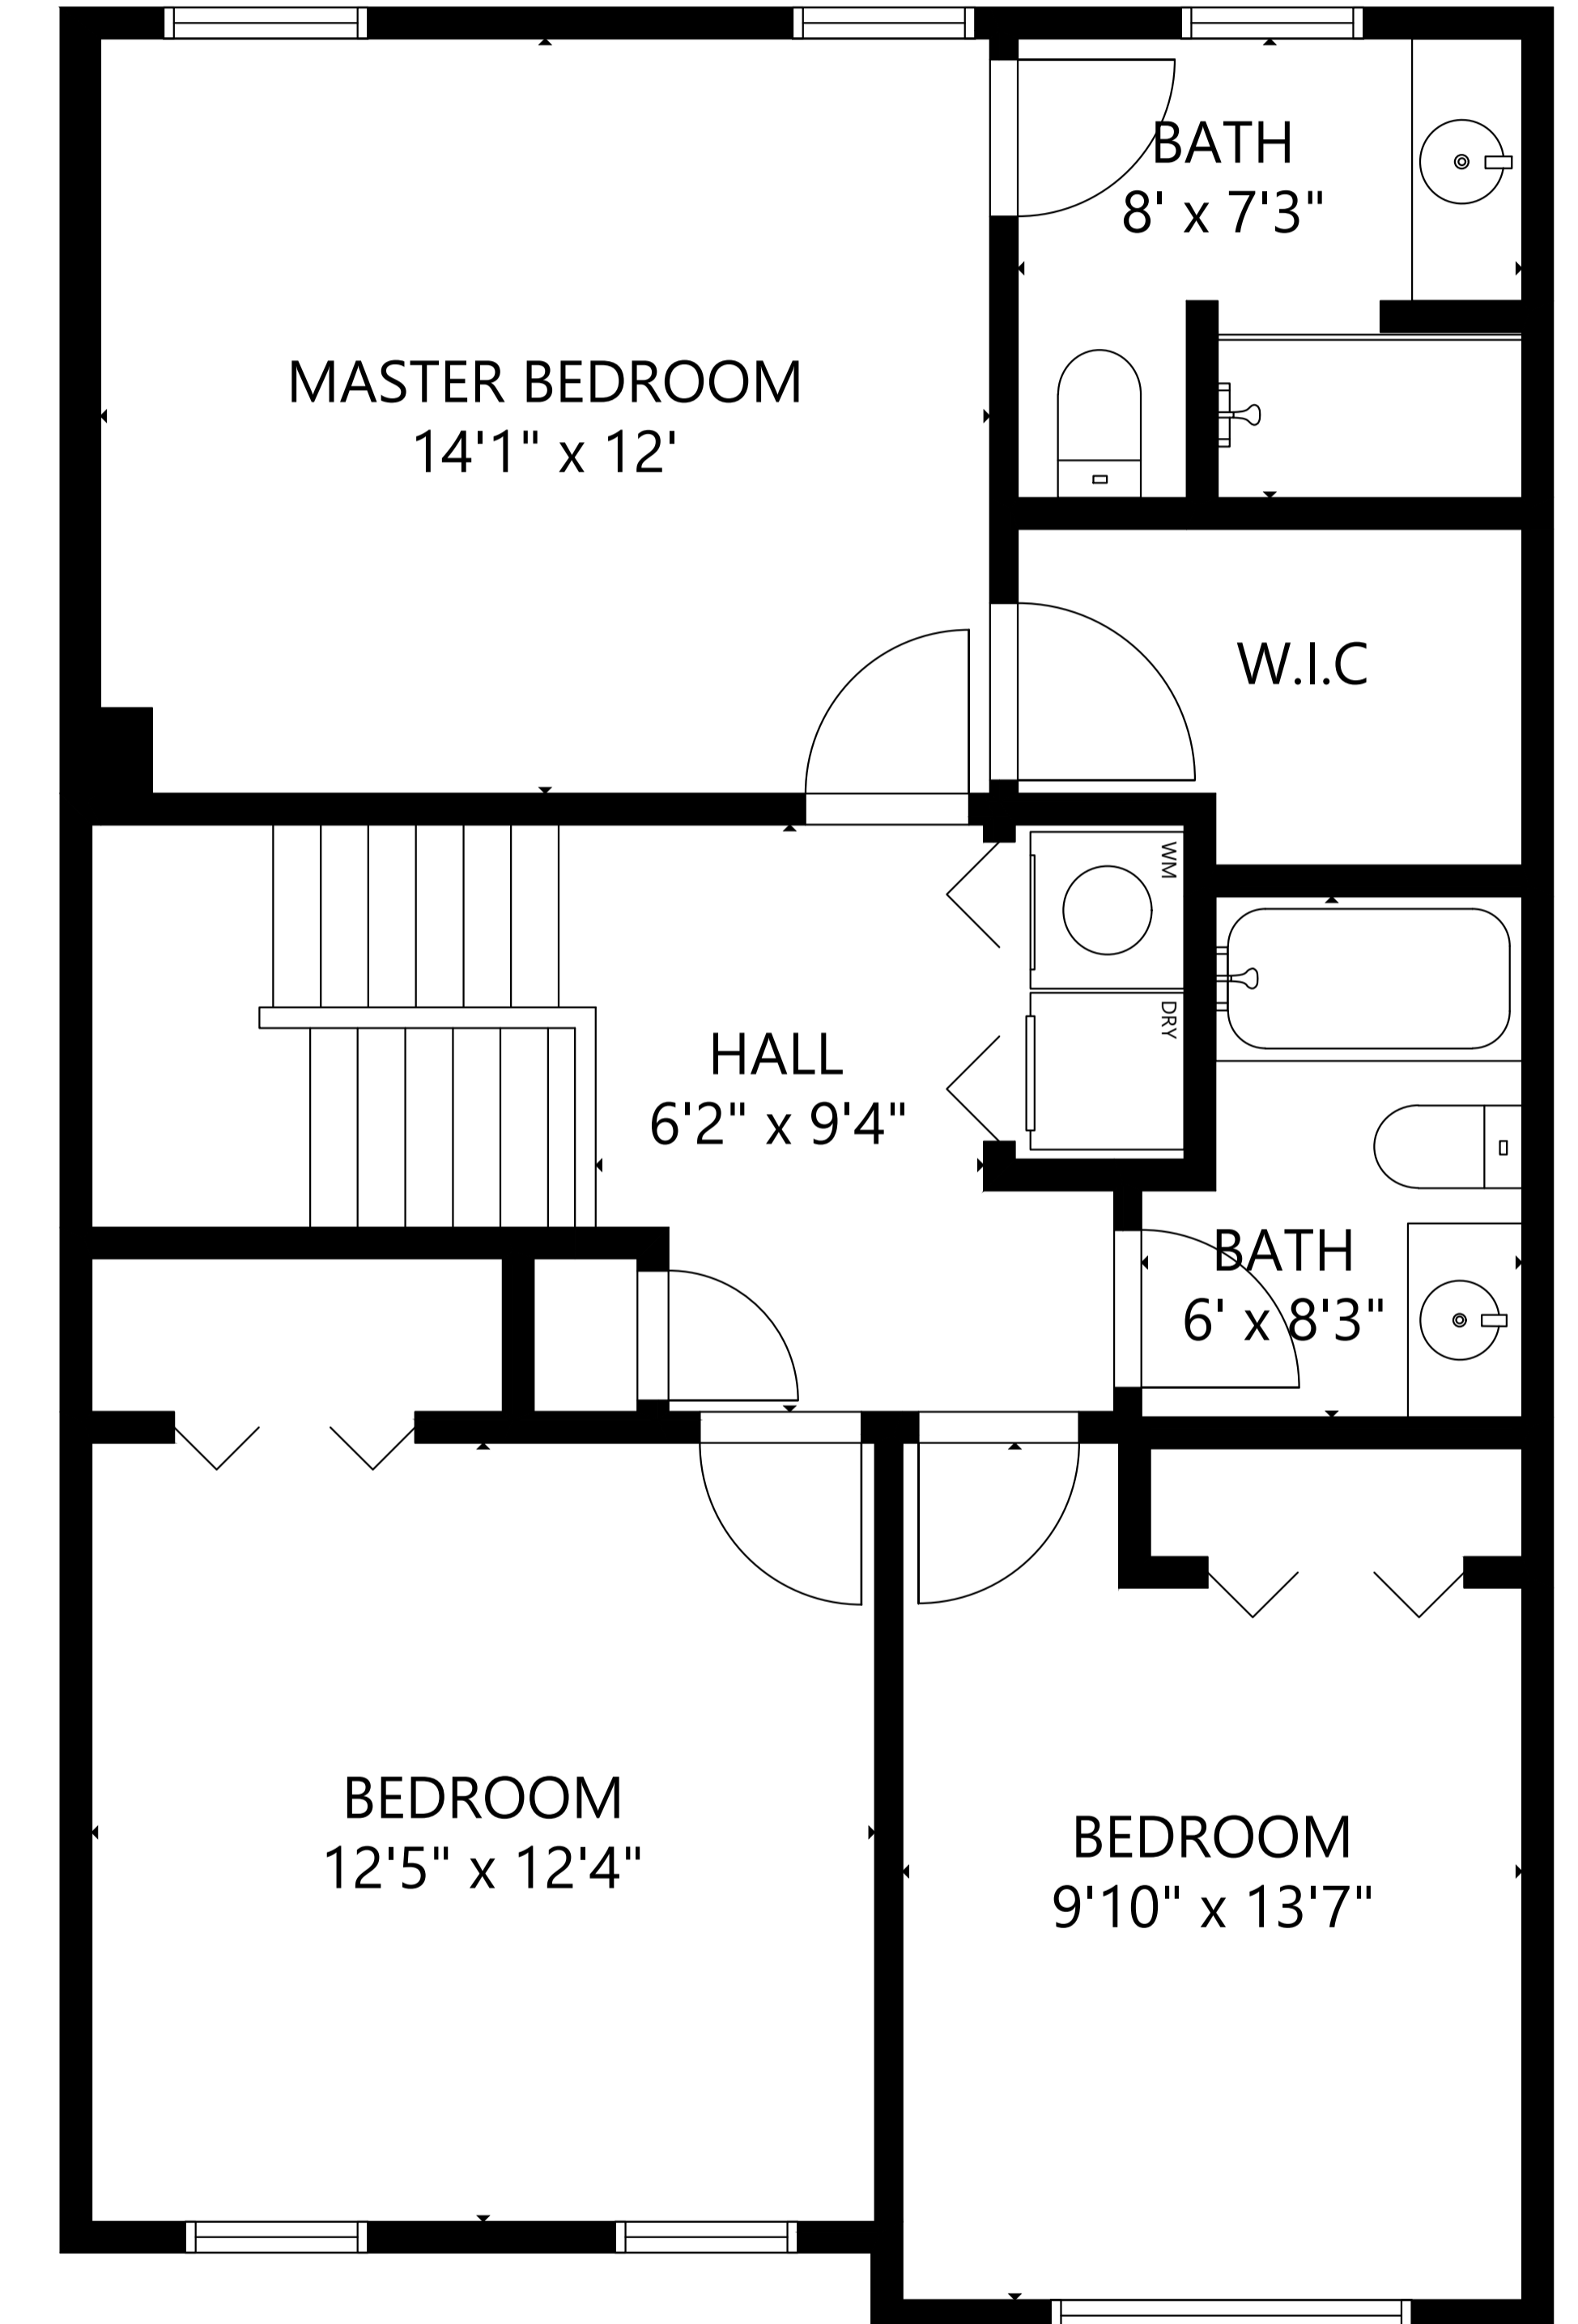 BATH
8' x 7'3"
MASTER BEDROOM
14'1" x 12'
W.I.C
WM
DRY
HALL
6'2" x 9'4"
BATH
6' x 8'3"
BEDROOM
12'5" x 12'4"
BEDROOM
9'10" x 13'7"